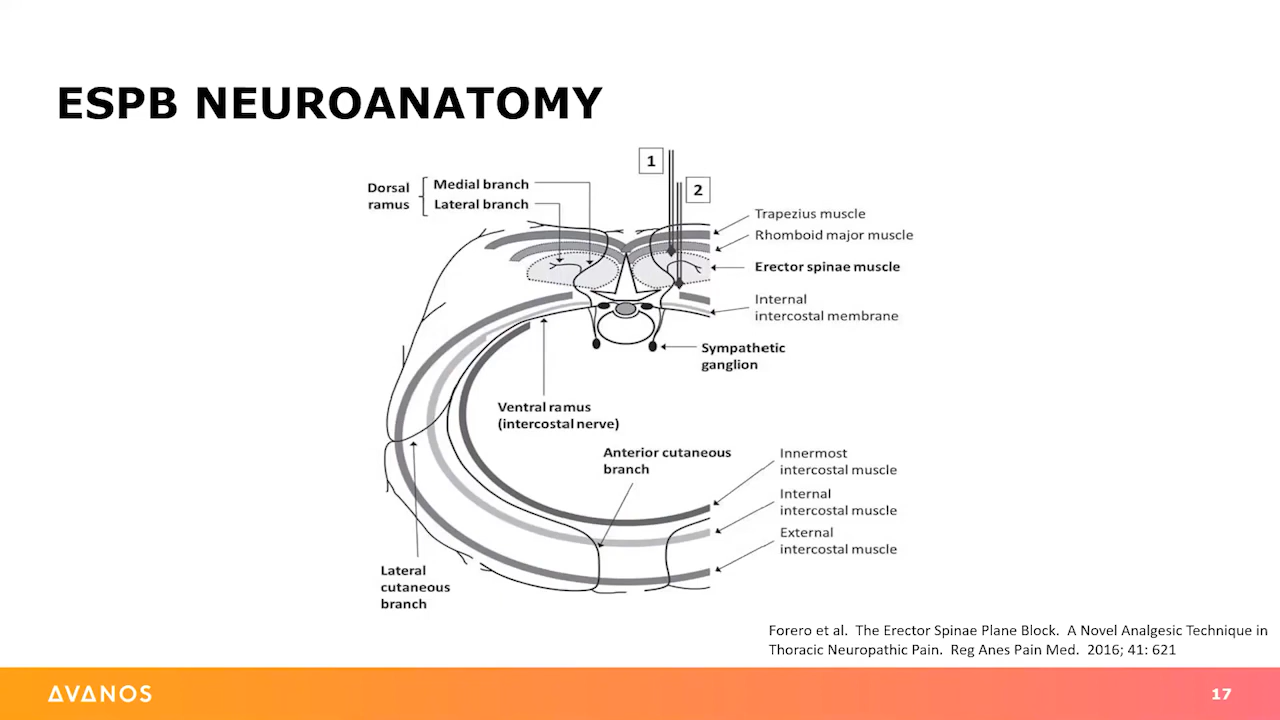 ESPB NEUROANATOMY
1
2
Dorsal
ramus
Medial branch
Lateral branch
Trapezius muscle
Rhomboid major muscle
Erector spinae muscle
Internal
intercostal membrane
Sympathetic
ganglion
Ventral ramus
(intercostal nerve)
Anterior cutaneous
branch
Innermost
intercostal muscle
Internal
intercostal muscle
External
intercostal muscle
Lateral
cutaneous
branch
Forero et al.  The Erector Spinae Plane Block.  A Novel Analgesic Technique in
Thoracic Neuropathic Pain.  Reg Anes Pain Med.  2016; 41: 621
AVANOS
17